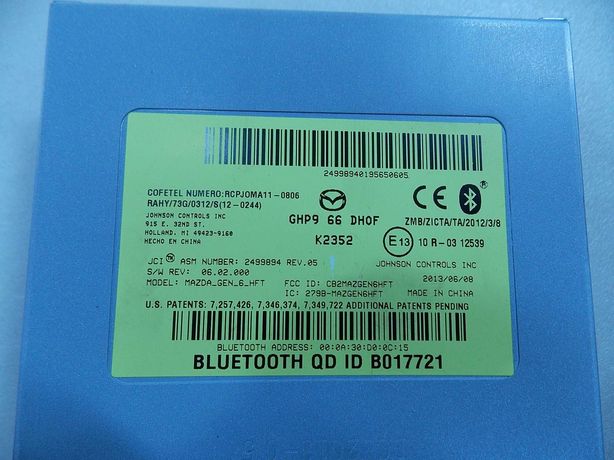 24998940195650605
COFETEL NUMERO:RCPJOMA11-0806
RAHY/73G/0312/S(12-0244)
JOHNSON CONTROLS INC
915 E. 32ND ST.
HOLLAND. MI 49423-9160
HECHO EN CHINA
GHP9 66 DH0F
K2352
CE
ZMB/ZICTA/TA/2012/3/8
E13 10 R-03 12539
JCI TM ASM NUMBER: 2499894 REV.05
JOHNSON CONTROLS INC
S/W REV: 06.02.000
2013/06/08
MODEL: MAZDA_GEN_6_HFT
FCC ID: CB2MAZGEN6HFT
IC: 279B-MAZGEN6HFT
MADE IN CHINA
U.S. PATENTS: 7,257,426, 7,346,374, 7,349,722 ADDITIONAL PATENTS PENDING
BLUETOOTH ADDRESS: 00:0A:30:D0:0C:15
BLUETOOTH QD ID B017721